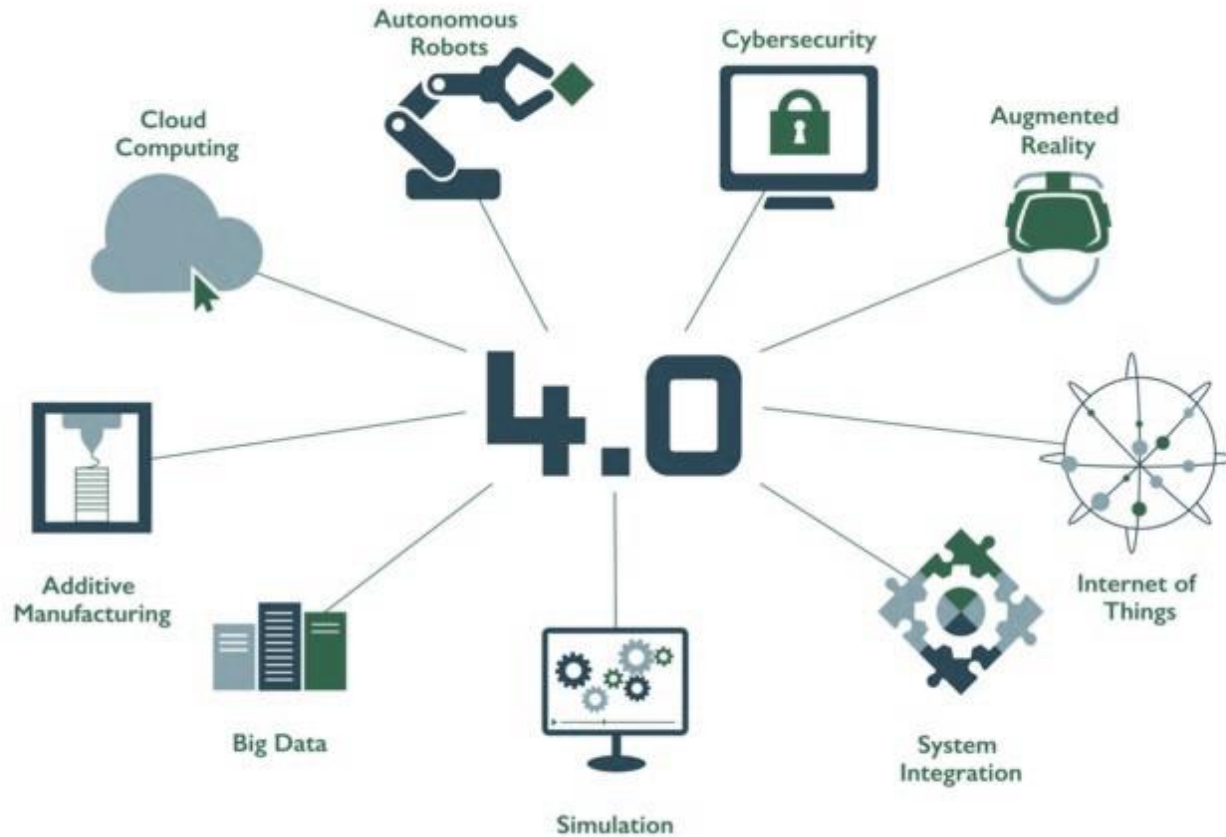 Autonomous
Robots
Cybersecurity
Cloud
Computing
Augmented
Reality
4.0
Additive
Manufacturing
Internet of
Things
Big Data
System
Integration
Simulation